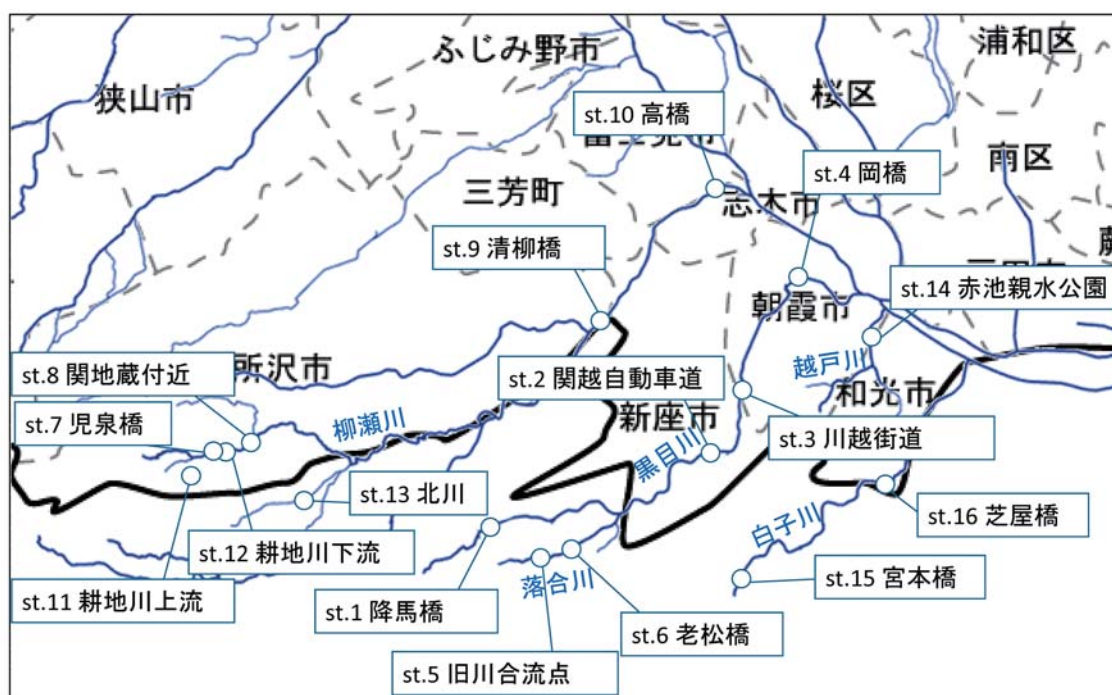 ふじみ野市
浦和区
狭山市
桜区
st.10 高橋
富士見市
南区
st.4 岡橋
三芳町
志木市
st.9 清柳橋
st.14 赤池親水公園
朝霞市
st.8 関地蔵付近
所沢市
st.2 関越自動車道
越戸川
和光市
st.7 児泉橋
柳瀬川
新座市
st.3 川越街道
黒目川
st.13 北川
st.16 芝屋橋
白子川
st.12 耕地川下流
st.11 耕地川上流
落合川
st.15 宮本橋
st.1 降馬橋
st.6 老松橋
st.5 旧川合流点